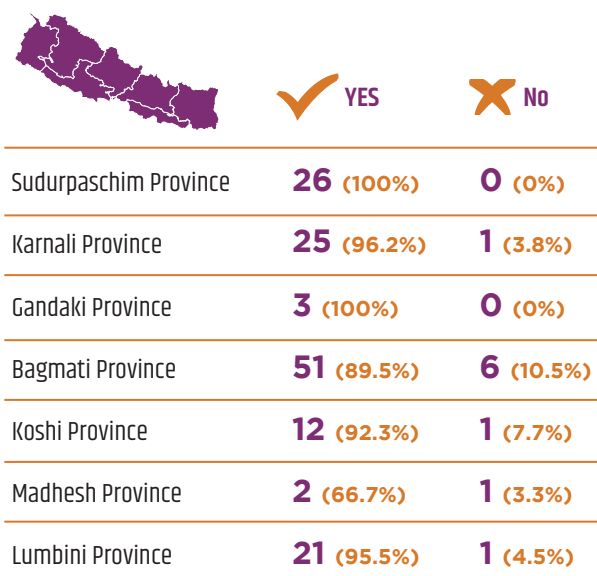 YES No
Sudurpaschim Province 26 (100%) 0 (0%)
Karnali Province 25 (96.2%) 1 (3.8%)
Gandaki Province 3 (100%) 0 (0%)
Bagmati Province 51 (89.5%) 6 (10.5%)
Koshi Province 12 (92.3%) 1 (7.7%)
Madhesh Province 2 (66.7%) 1 (3.3%)
Lumbini Province 21 (95.5%) 1 (4.5%)